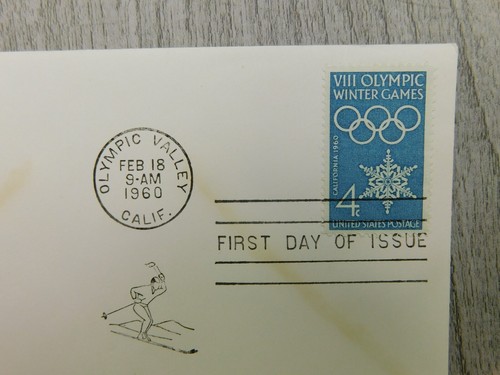 VIII OLYMPIC
WINTER GAMES
CALIFORNIA 1960
4c
UNITED STATES POSTAGE
OLYMPIC VALLEY
FEB 18
9-AM
1960
CALIF.
FIRST DAY OF ISSUE